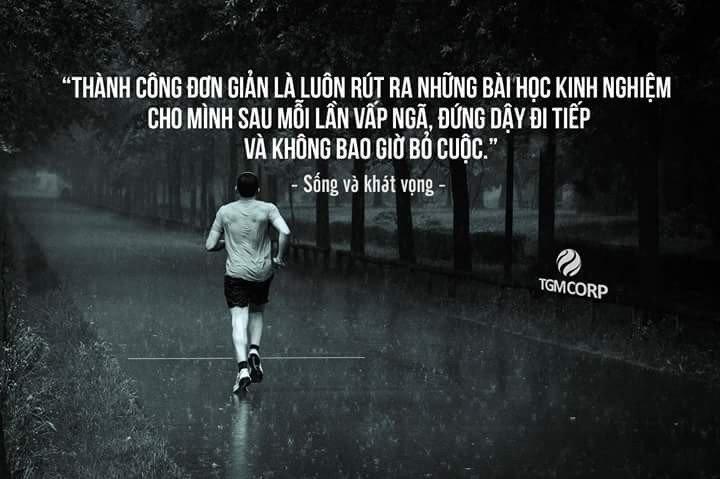 “THÀNH CÔNG ĐƠN GIẢN LÀ LUÔN RÚT RA NHỮNG BÀI HỌC KINH NGHIỆM
CHO MÌNH SAU MỖI LẦN VẤP NGÃ, ĐỨNG DẬY ĐI TIẾP
VÀ KHÔNG BAO GIỜ BỎ CUỘC.”
- Sống và khát vọng -
TGMCORP